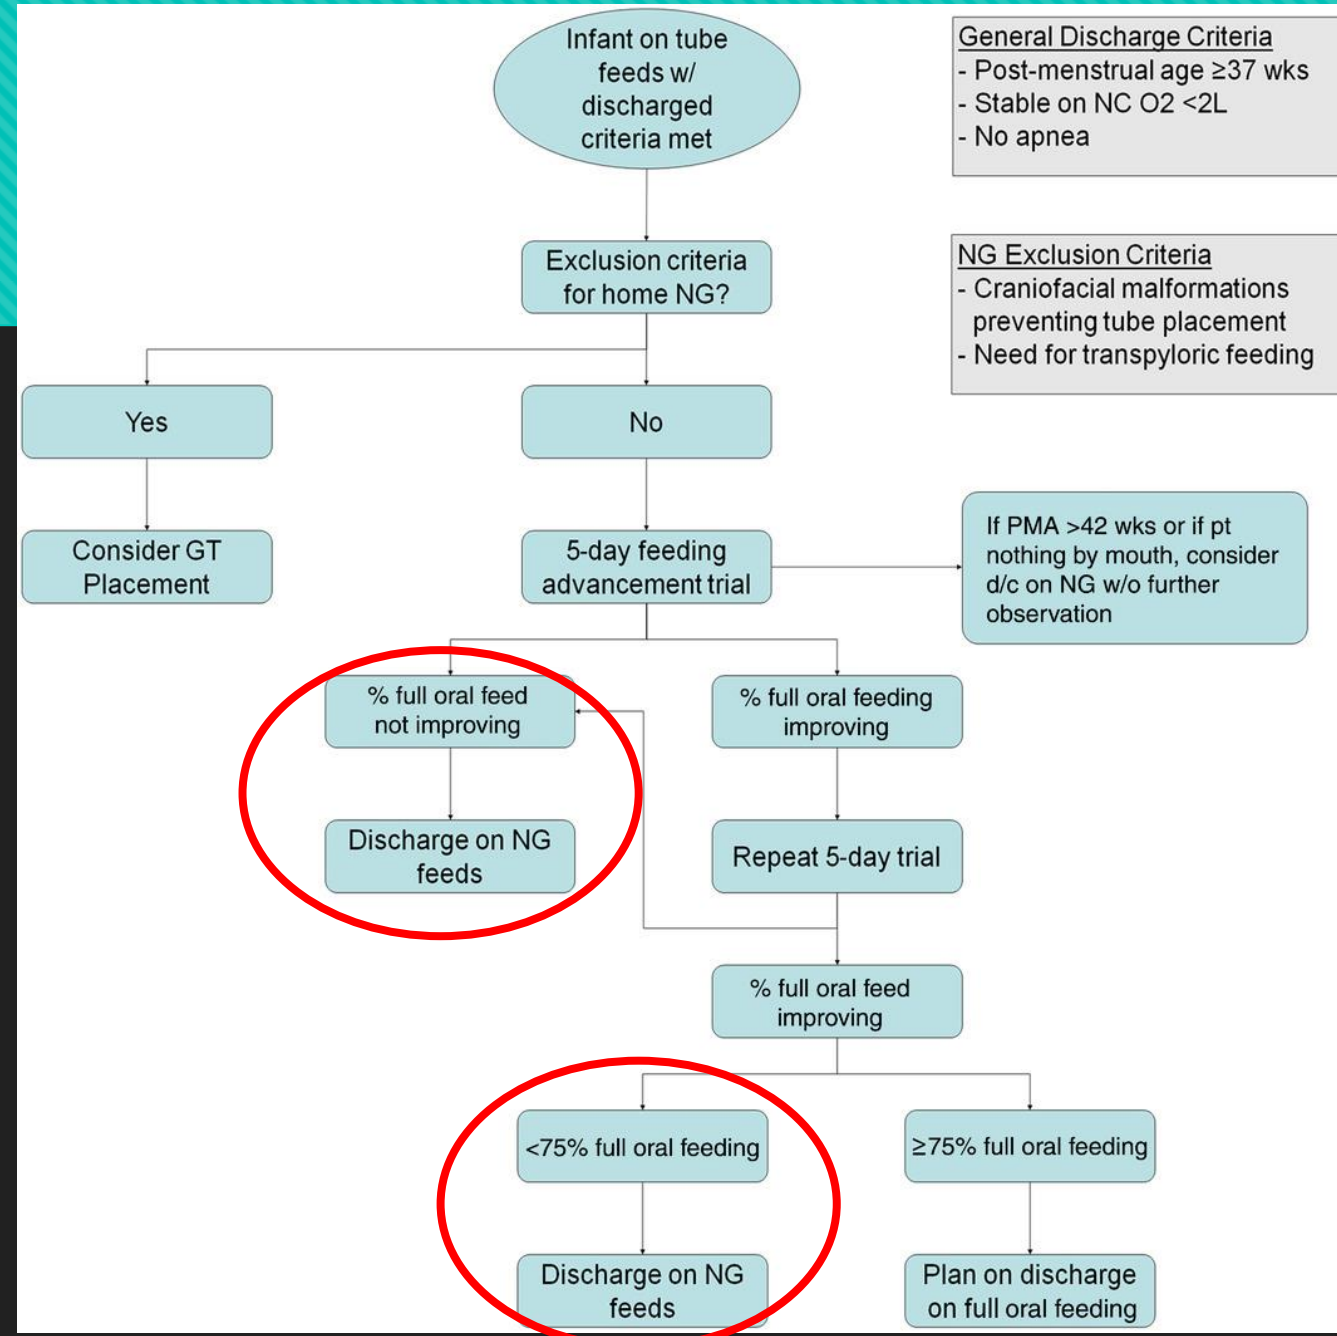 Infant on tube
feeds w/
discharged
criteria met
General Discharge Criteria
- Post-menstrual age ≥37 wks
- Stable on NC O2 <2L
- No apnea
Exclusion criteria
for home NG?
NG Exclusion Criteria
- Craniofacial malformations
preventing tube placement
- Need for transpyloric feeding
Yes
No
Consider GT
Placement
5-day feeding
advancement trial
If PMA >42 wks or if pt
nothing by mouth, consider
d/c on NG w/o further
observation
% full oral feed
not improving
% full oral feeding
improving
Discharge on NG
feeds
Repeat 5-day trial
% full oral feed
improving
<75% full oral feeding
≥75% full oral feeding
Discharge on NG
feeds
Plan on discharge
on full oral feeding